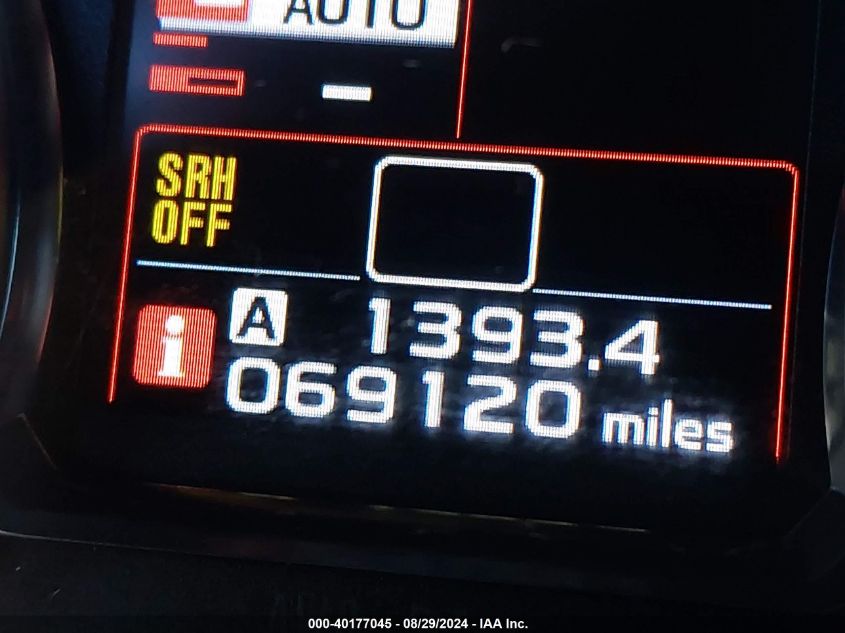 AUTO
SRH
OFF
A 1393.4
i 069120 miles
000-40177045 - 08/29/2024 - IAA Inc.